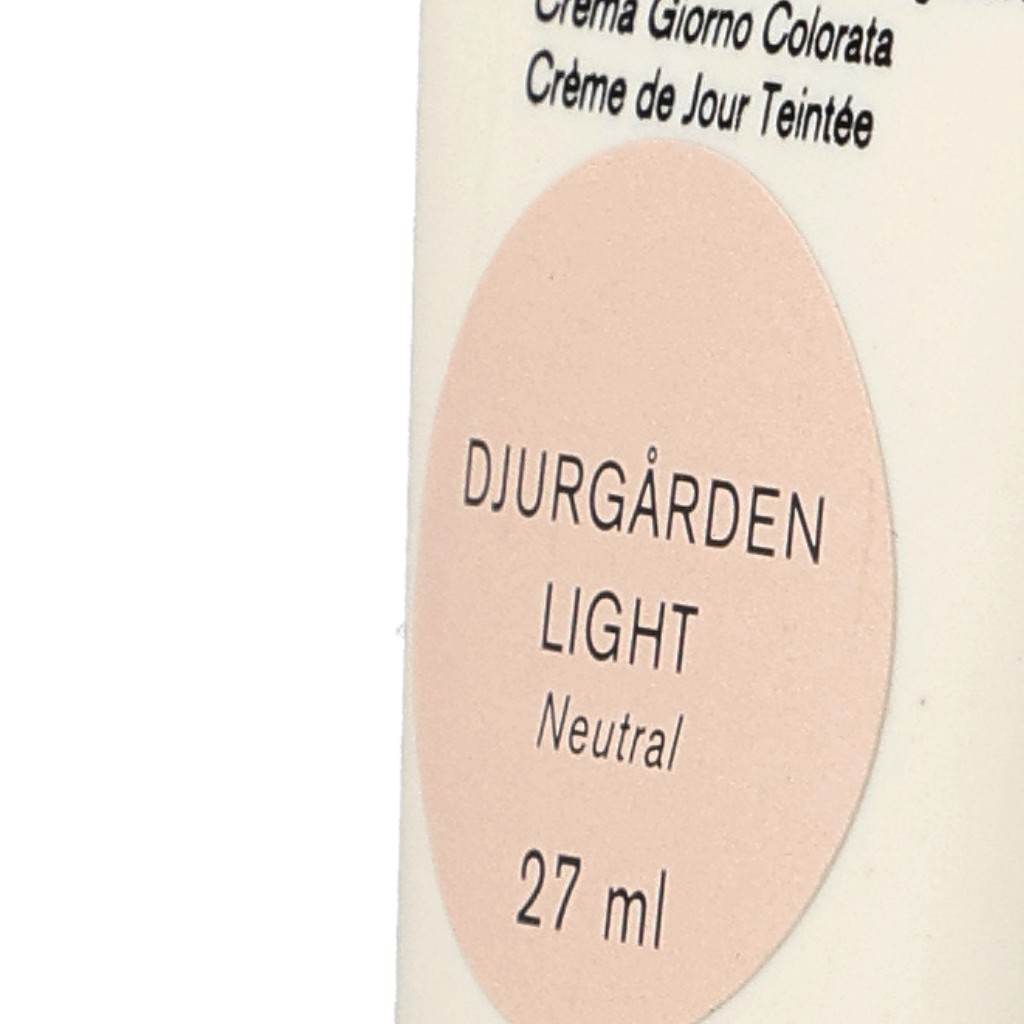 Crema Giorno Colorata
Crème de Jour Teintée
DJURGÅRDEN
LIGHT
Neutral
27 ml